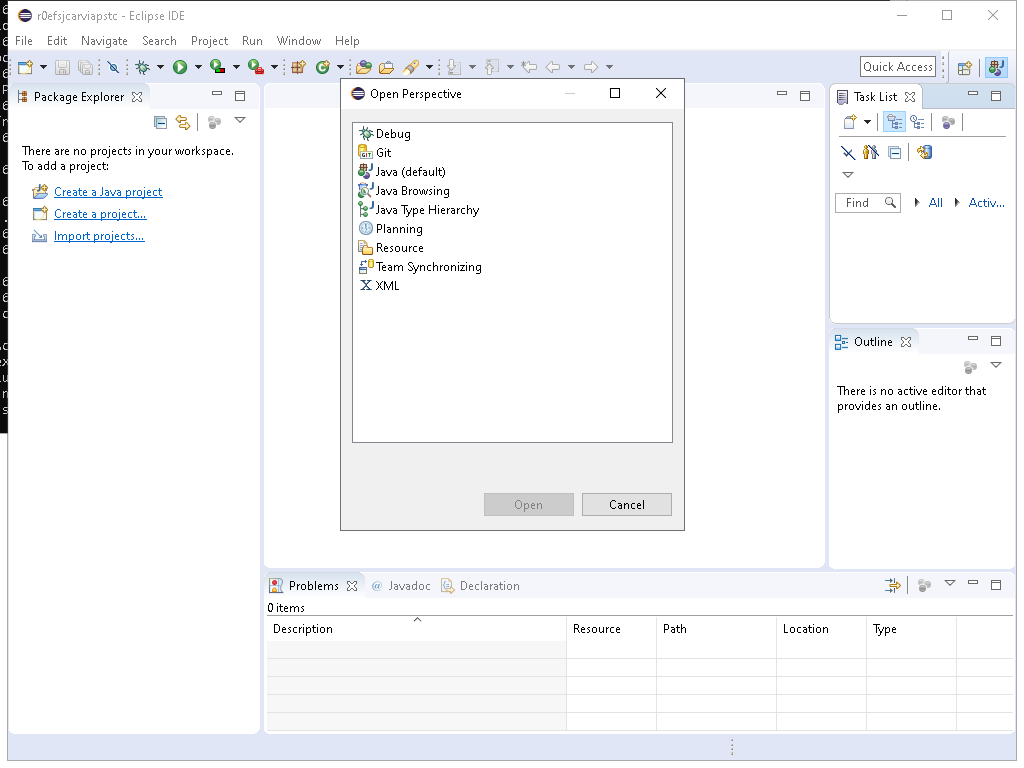 r0efsjcarviapstc - Eclipse IDE
File Edit Navigate Search Project Run Window Help
Quick Access
Package Explorer
There are no projects in your workspace.
To add a project:
Create a Java project
Create a project...
Import projects...
Open Perspective
Debug
GIT
Git
Java (default)
Java Browsing
Java Type Hierarchy
Planning
Resource
Team Synchronizing
XML
Open Cancel
Task List
Find All Activ...
Outline
There is no active editor that
provides an outline.
Problems @ Javadoc Declaration
0 items
Description Resource Path Location Type